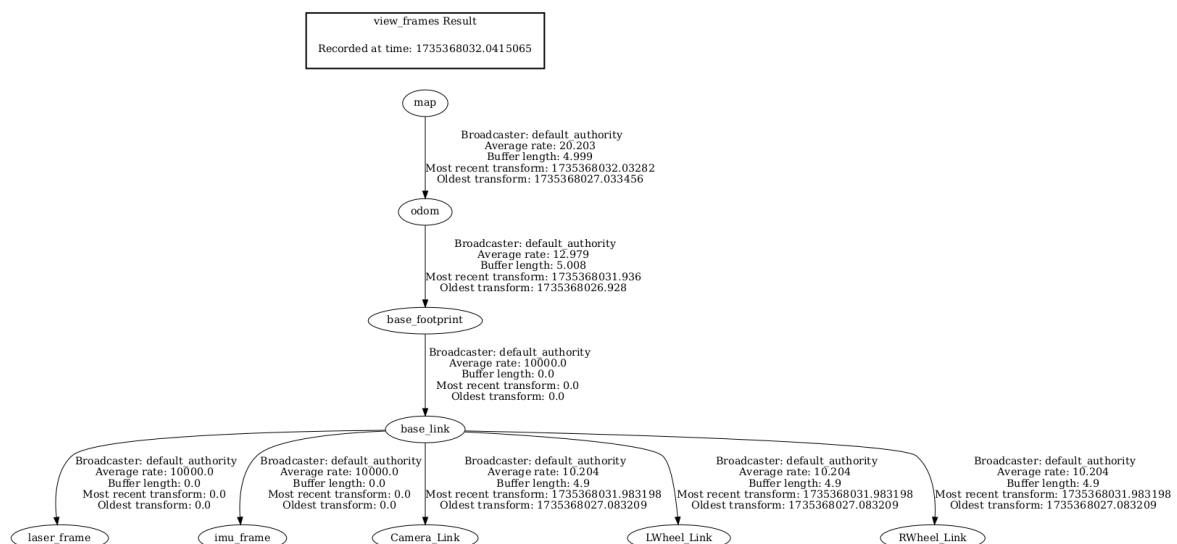 view_frames Result
Recorded at time: 1735368032.0415065
map
Broadcaster: default_authority
Average rate: 20.203
Buffer length: 4.999
Most recent transform: 1735368032.03282
Oldest transform: 1735368027.033456
odom
Broadcaster: default_authority
Average rate: 12.979
Buffer length: 5.008
Most recent transform: 1735368031.936
Oldest transform: 1735368026.928
base_footprint
Broadcaster: default_authority
Average rate: 10000.0
Buffer length: 0.0
Most recent transform: 0.0
Oldest transform: 0.0
base_link
Broadcaster: default_authority
Average rate: 10000.0
Buffer length: 0.0
Most recent transform: 0.0
Oldest transform: 0.0
Broadcaster: default_authority
Average rate: 10000.0
Buffer length: 0.0
Most recent transform: 0.0
Oldest transform: 0.0
Broadcaster: default_authority
Average rate: 10.204
Buffer length: 4.9
Most recent transform: 1735368031.983198
Oldest transform: 1735368027.083209
Broadcaster: default_authority
Average rate: 10.204
Buffer length: 4.9
Most recent transform: 1735368031.983198
Oldest transform: 1735368027.083209
Broadcaster: default_authority
Average rate: 10.204
Buffer length: 4.9
Most recent transform: 1735368031.983198
Oldest transform: 1735368027.083209
laser_frame
imu_frame
Camera_Link
LWheel_Link
RWheel_Link